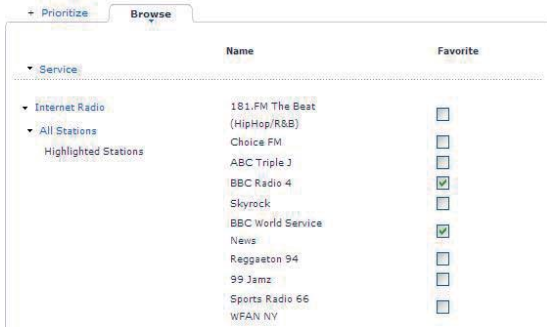 + Prioritize
Browse
Name
Favorite
Service
Internet Radio
All Stations
Highlighted Stations
181.FM The Beat
(HipHop/R&B)
Choice FM
ABC Triple J
BBC Radio 4
Skyrock
BBC World Service
News
Reggaeton 94
99 Jamz
Sports Radio 66
WFAN NY